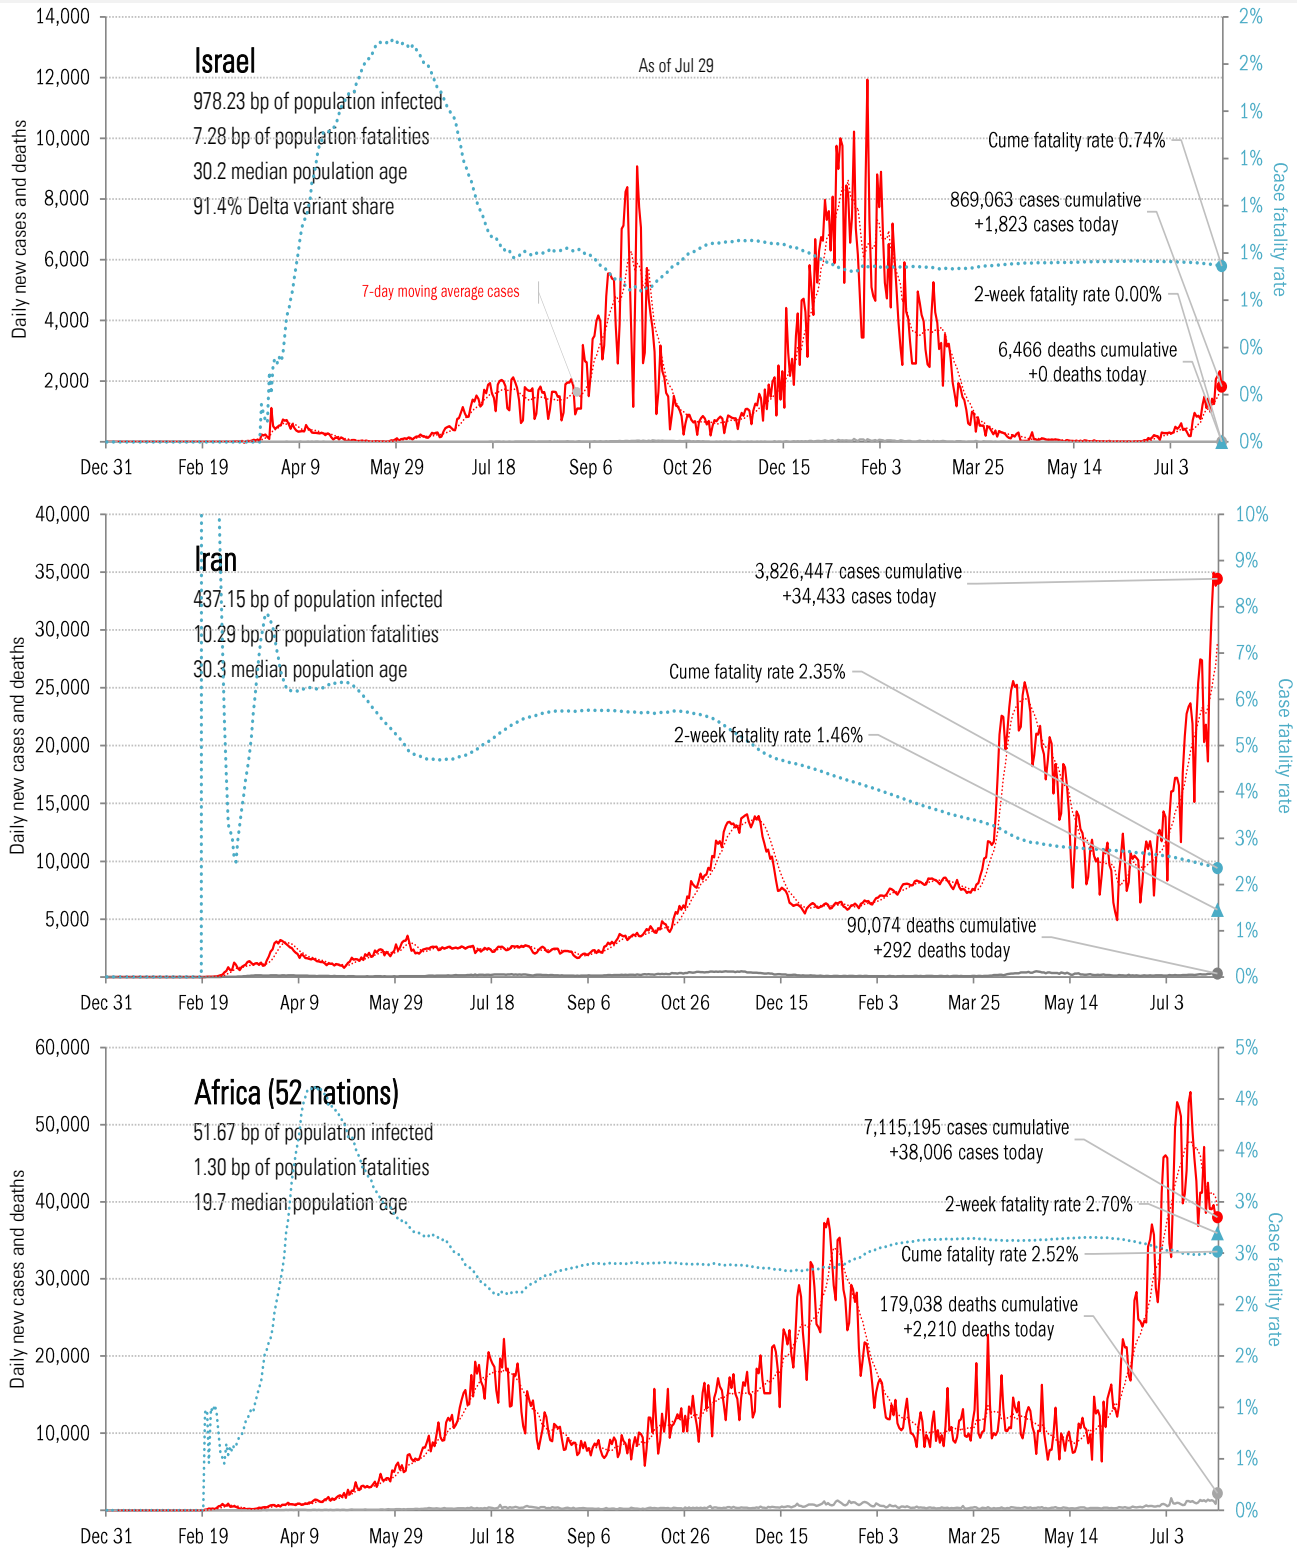 14,000
12,000
10,000
8,000
6,000
4,000
2,000
Daily new cases and deaths
Israel
978.23 bp of population infected
7.28 bp of population fatalities
30.2 median population age
91.4% Delta variant share
As of Jul 29
7-day moving average cases
Cume fatality rate 0.74%
869,063 cases cumulative
+1,823 cases today
2-week fatality rate 0.00%
6,466 deaths cumulative
+0 deaths today
2%
2%
1%
1%
1%
1%
1%
0%
0%
0%
Case fatality rate
Dec 31 Feb 19 Apr 9 May 29 Jul 18 Sep 6 Oct 26 Dec 15 Feb 3 Mar 25 May 14 Jul 3
40,000
35,000
30,000
25,000
20,000
15,000
10,000
5,000
Daily new cases and deaths
Iran
437.15 bp of population infected
10.29 bp of population fatalities
30.3 median population age
3,826,447 cases cumulative
+34,433 cases today
Cume fatality rate 2.35%
2-week fatality rate 1.46%
90,074 deaths cumulative
+292 deaths today
10%
9%
8%
7%
6%
5%
4%
3%
2%
1%
0%
Case fatality rate
Dec 31 Feb 19 Apr 9 May 29 Jul 18 Sep 6 Oct 26 Dec 15 Feb 3 Mar 25 May 14 Jul 3
60,000
50,000
40,000
30,000
20,000
10,000
Daily new cases and deaths
Africa (52 nations)
51.67 bp of population infected
1.30 bp of population fatalities
19.7 median population age
7,115,195 cases cumulative
+38,006 cases today
2-week fatality rate 2.70%
Cume fatality rate 2.52%
179,038 deaths cumulative
+2,210 deaths today
5%
4%
4%
3%
3%
2%
2%
1%
1%
0%
Case fatality rate
Dec 31 Feb 19 Apr 9 May 29 Jul 18 Sep 6 Oct 26 Dec 15 Feb 3 Mar 25 May 14 Jul 3